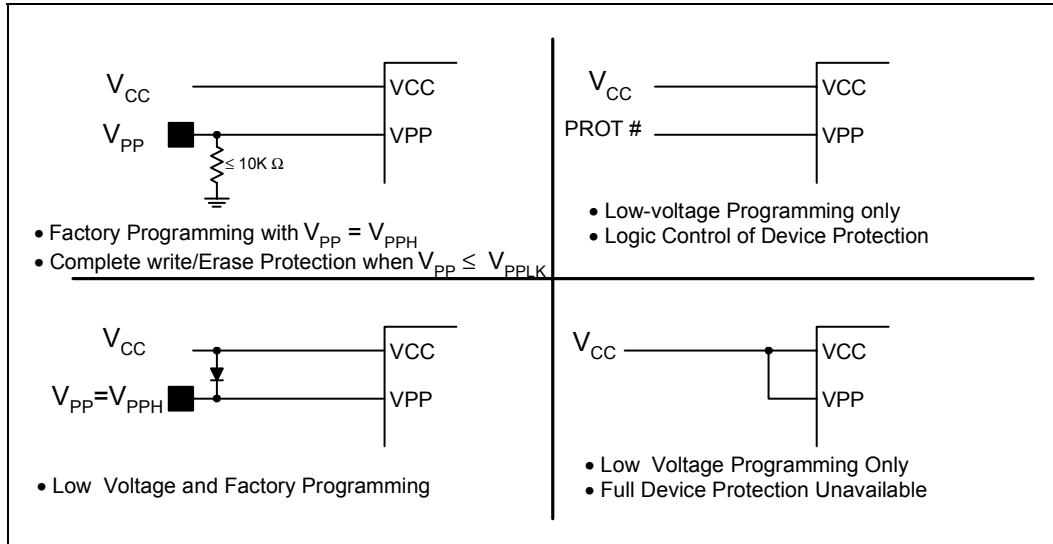 V_CC VCC
V_PP VPP
≤ 10K Ω
• Factory Programming with V_PP = V_PPH
• Complete write/Erase Protection when V_PP ≤ V_PPLK
V_CC VCC
PROT # VPP
• Low-voltage Programming only
• Logic Control of Device Protection
V_CC VCC
V_PP=V_PPH VPP
• Low Voltage and Factory Programming
V_CC VCC
VPP
• Low Voltage Programming Only
• Full Device Protection Unavailable